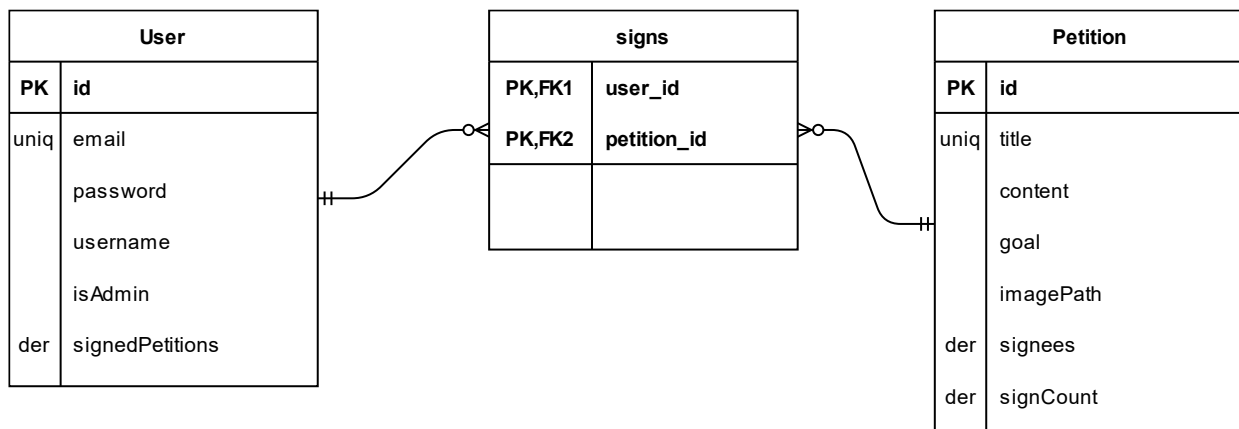 User
PK id
uniq email
password
username
isAdmin
der signedPetitions
signs
PK,FK1 user_id
PK,FK2 petition_id
Petition
PK id
uniq title
content
goal
imagePath
der signees
der signCount